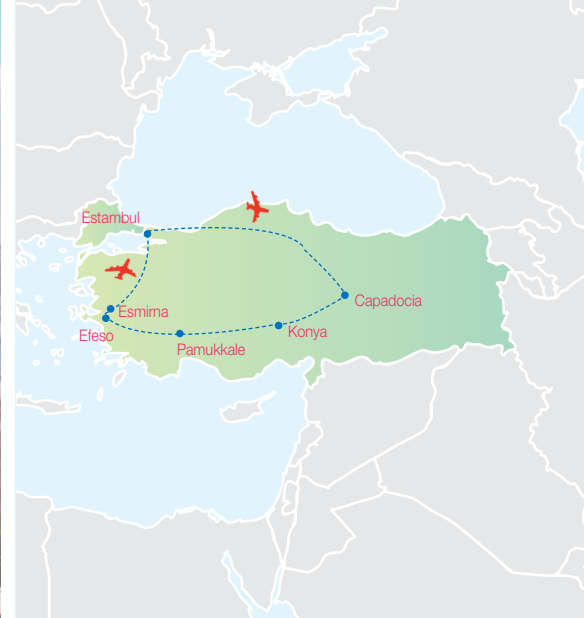 Estambul
Esmirna
Capadocia
Efeso
Konya
Pamukkale